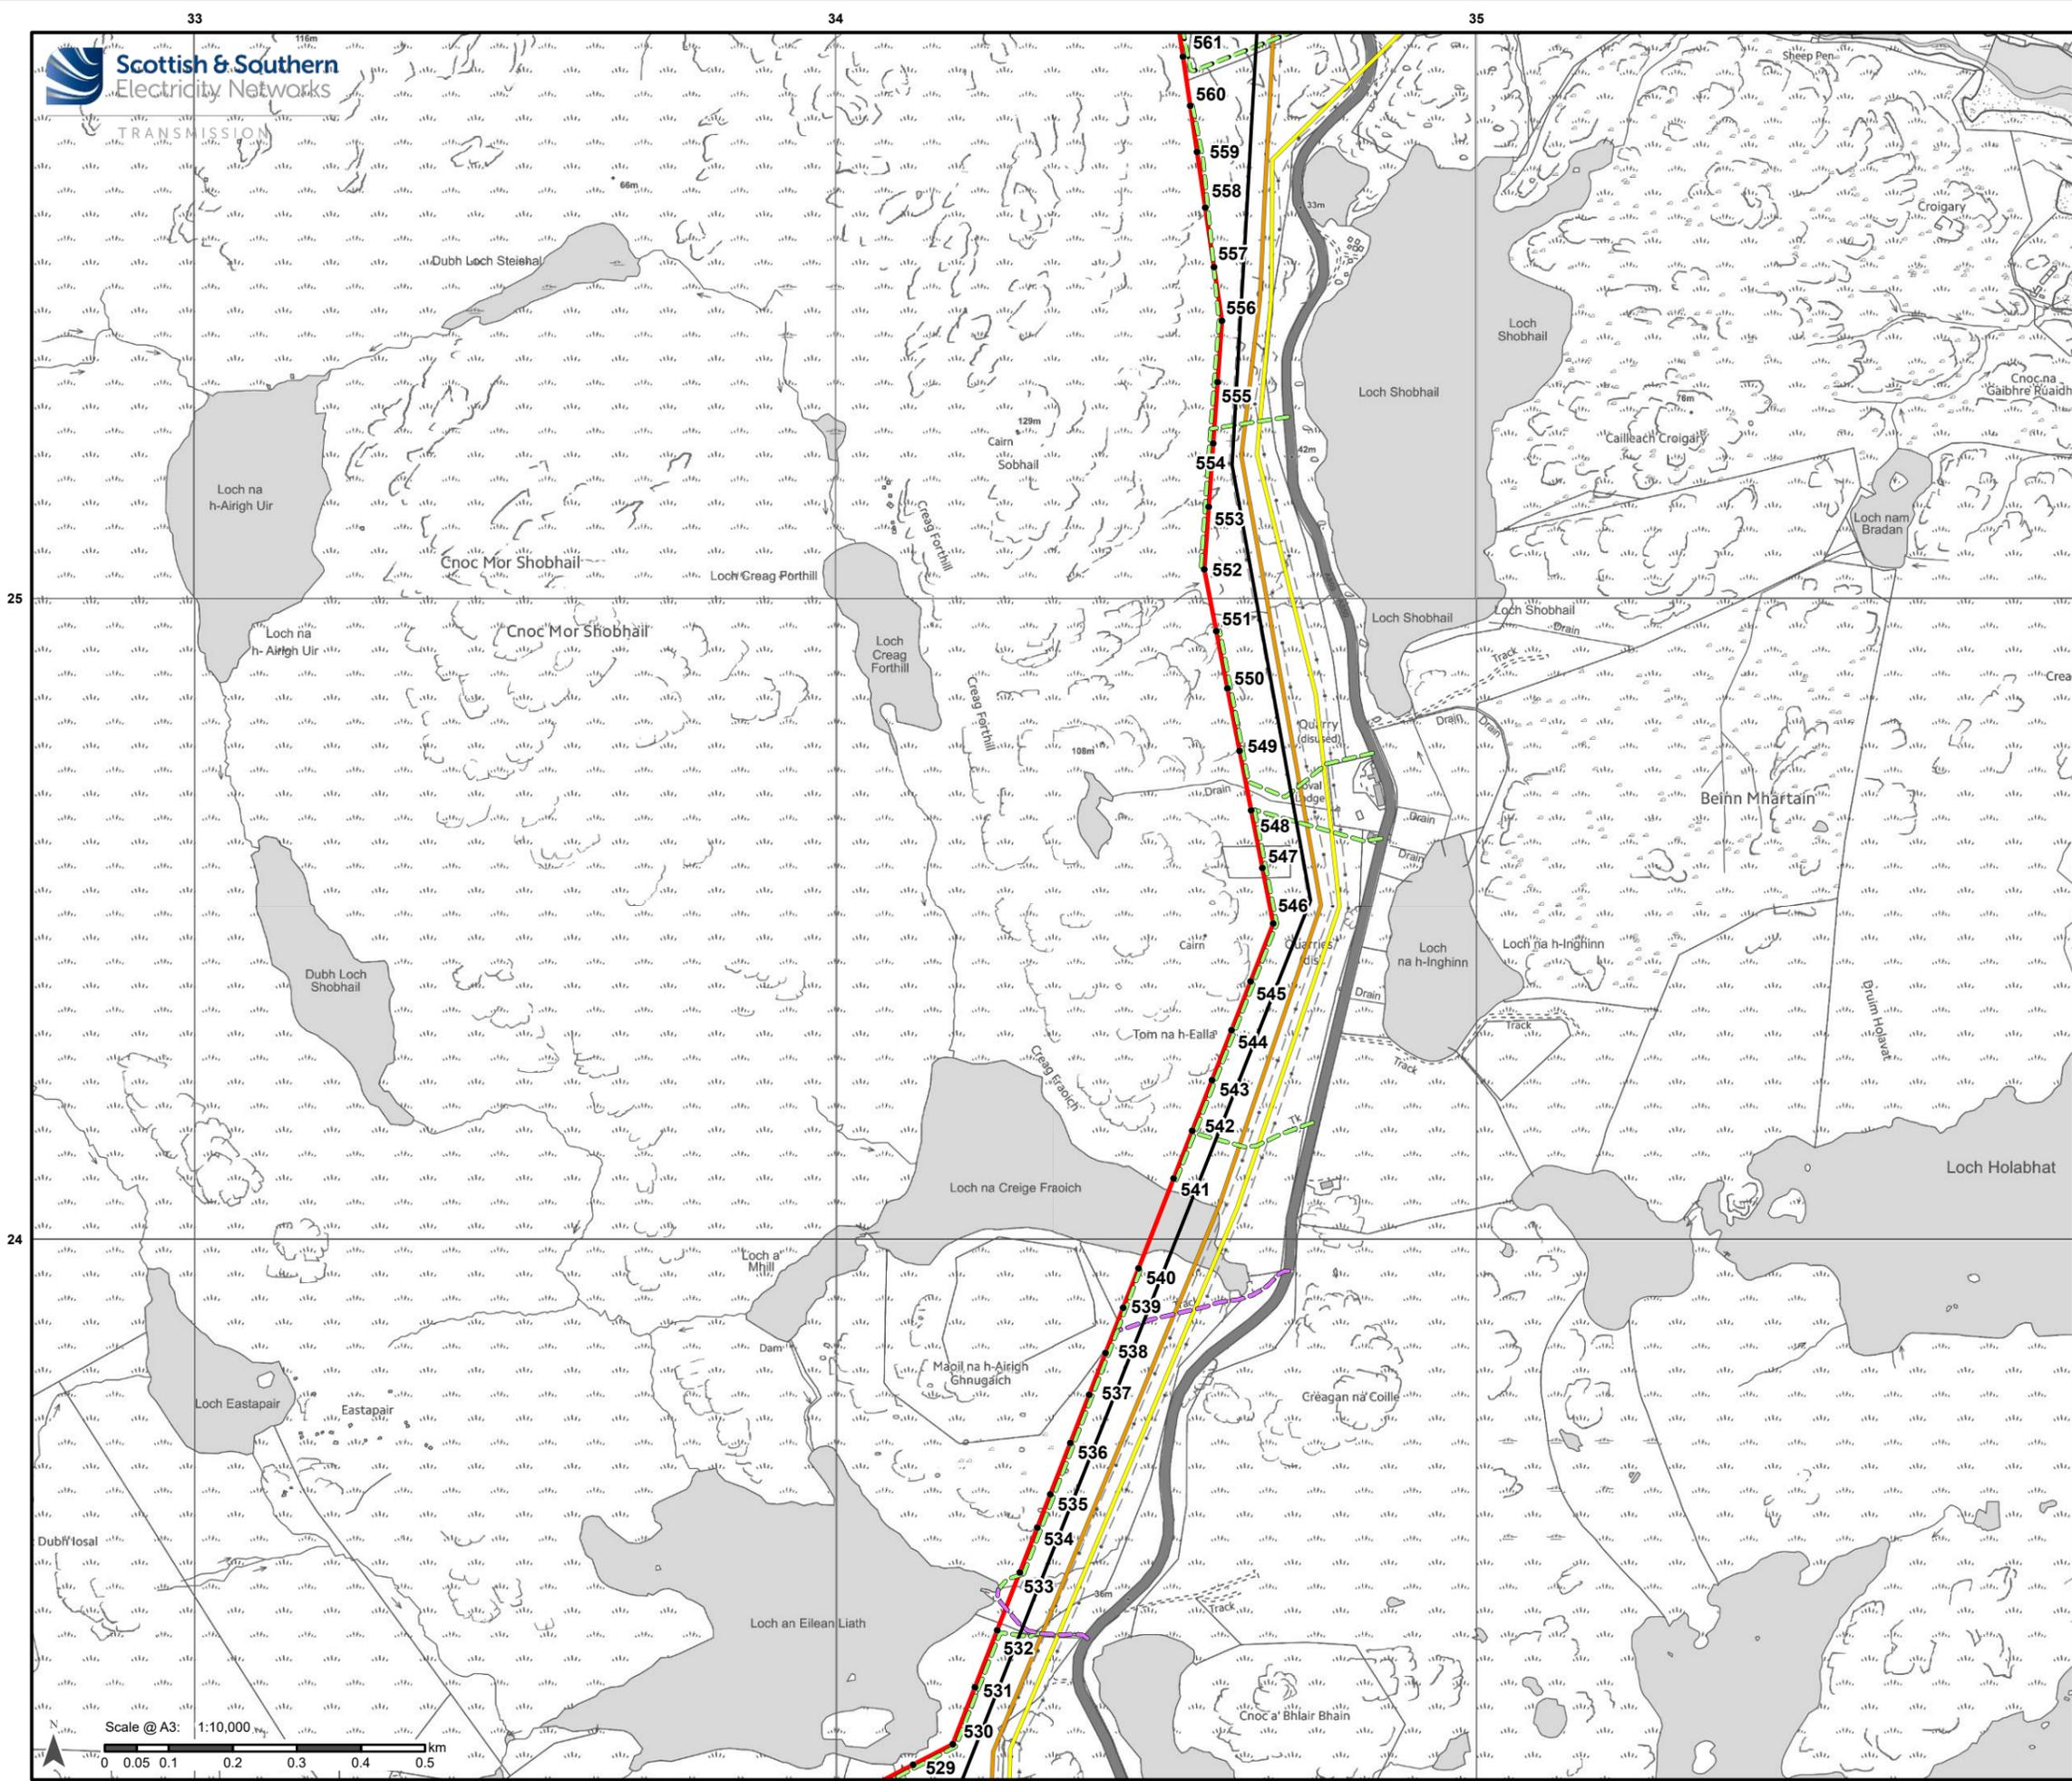 33
34
35
116m
Scottish & Southern
Electricity Networks
TRANSMISSION
561
Sheep Pen
560
559
66m
558
33m
Croigary
557
Dubh Loch Steishal
556
Loch
Shobhail
555
Loch Shobhail
Cnoc na
Gaibhre Ruaidh
76m
129m
Cairn
Sobhail
554
42m
Cailleach Croigary
Loch na
h-Airigh Uir
553
Creag Forthill
Loch nam
Bradan
Cnoc Mor Shobhail
Loch Creag Forthill
552
25
Loch Shobhail
Loch Shobhail
551
Drain
Loch na
h- Airigh Uir
Cnoc Mor Shobhail
Loch
Creag
Forthill
Track
550
Crea
Creag Forthill
Quarry
(disused)
Drain
Drain
549
108m
Drain
oval
odge
Beinn Mhartain
548
Drain
547
Drain
546
Cairn
Quarries
dis
Loch
na h-Inghinn
Loch na h-Inghinn
Dubh Loch
Shobhail
545
Drain
Track
Druim Holavat
Tom na h-Ealla
544
Creag Fraoich
Track
543
542
Tk
Loch Holabhat
Loch na Creige Fraoich
541
24
Loch a'
Mhill
540
539
Track
Dam
538
Maoil na h-Airigh
Ghnugaich
537
Creagan na Coille
Loch Eastapair
Eastapair
536
535
534
Dubh Iosal
533
36m
Track
Loch an Eilean Liath
532
531
Cnoc a' Bhlair Bhain
530
N
Scale @ A3: 1:10,000
km
0 0.05 0.1 0.2 0.3 0.4 0.5
529